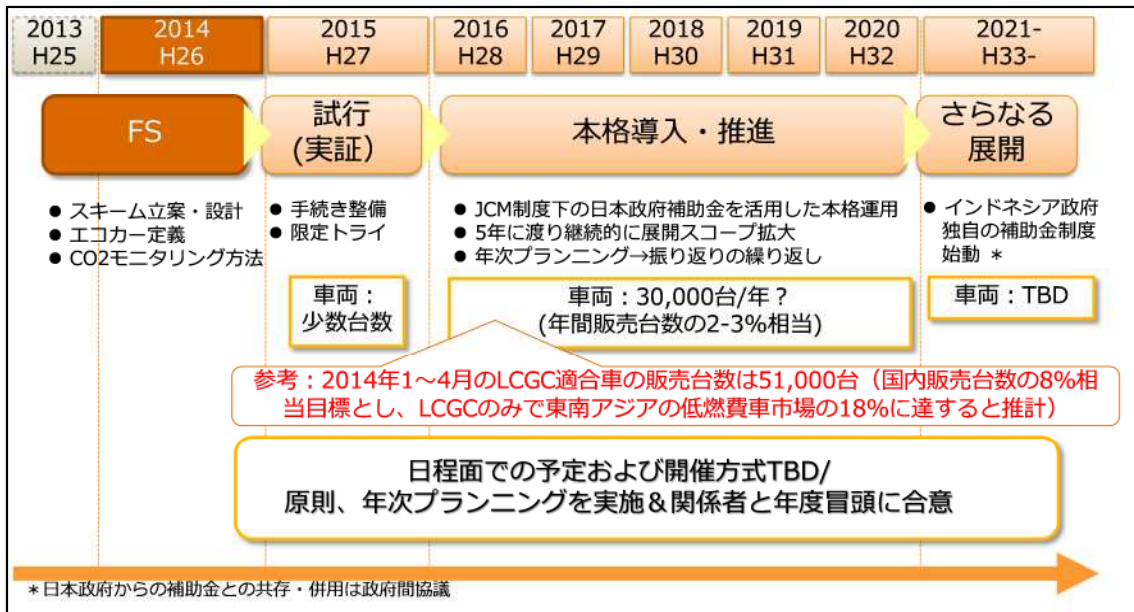 2013
H25
2014
H26
2015
H27
2016
H28
2017
H29
2018
H30
2019
H31
2020
H32
2021-
H33-
FS
試行
(実証）
本格導入・推進
さらなる
展開
● スキーム立案・設計
● エコカー定義
● CO2モニタリング方法
● 手続き整備
● 限定トライ
● JCM制度下の日本政府補助金を活用した本格運用
● 5年に渡り継続的に展開スコープ拡大
● 年次プランニング→振り返りの繰り返し
● インドネシア政府
独自の補助金制度
始動 ＊
車両：
少数台数
車両：30,000台/年？
(年間販売台数の2-3%相当)
車両：TBD
参考：2014年1～4月のLCGC適合車の販売台数は51,000台（国内販売台数の8%相
当目標とし、LCGCのみで東南アジアの低燃費車市場の18%に達すると推計）
日程面での予定および開催方式TBD/
原則、年次プランニングを実施＆関係者と年度冒頭に合意
＊日本政府からの補助金との共存・併用は政府間協議